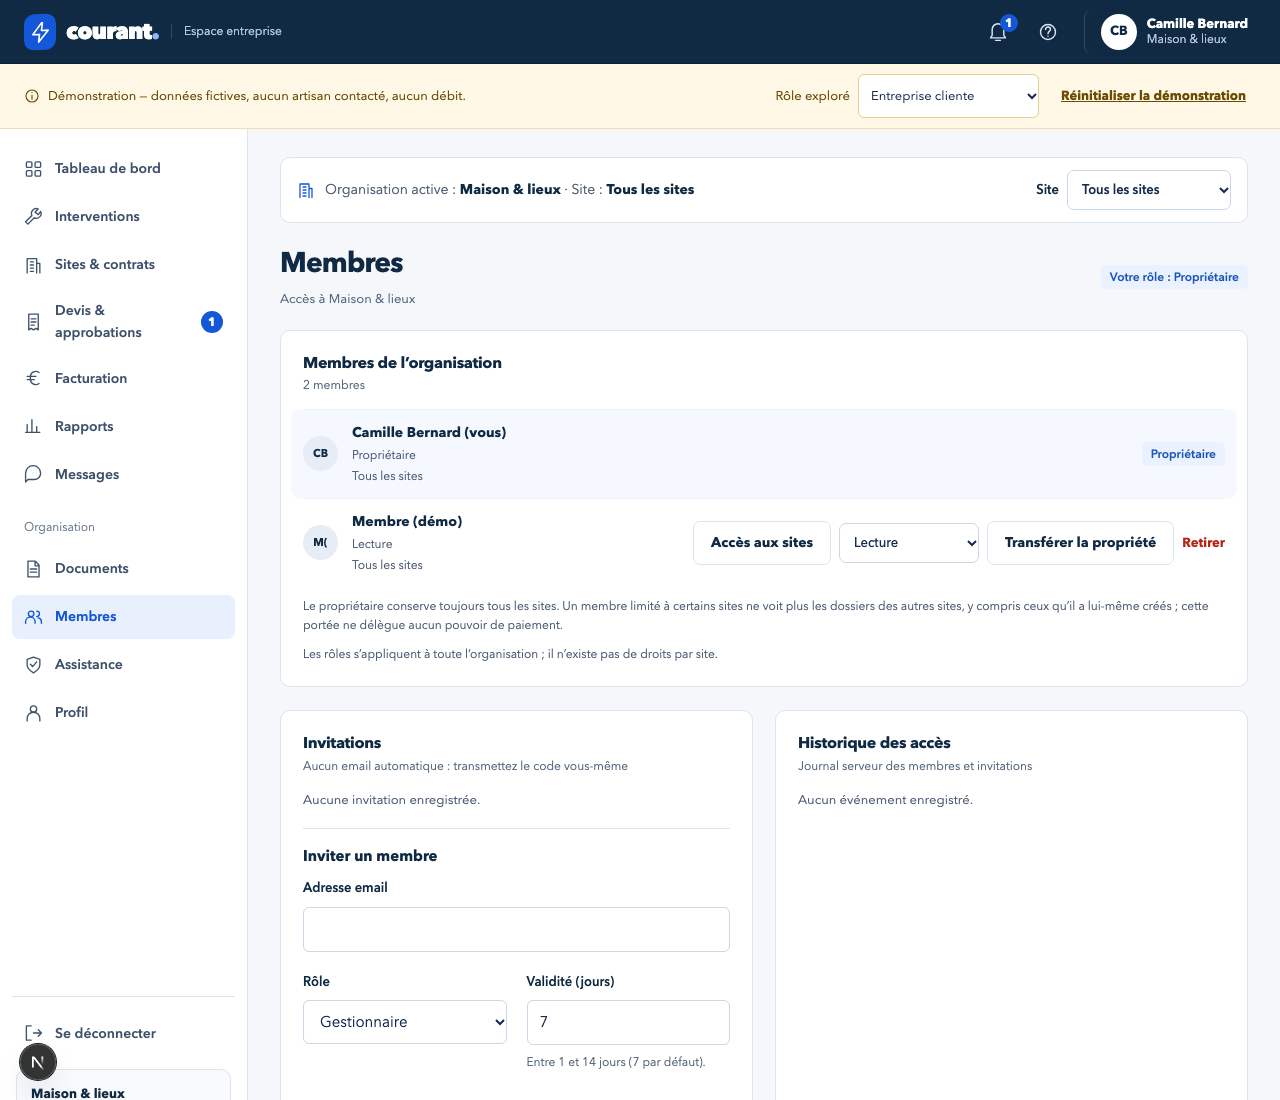 courant.
Espace entreprise
1
CB
Camille Bernard
Maison & lieux
Démonstration – données fictives, aucun artisan contacté, aucun débit.
Rôle exploré
Entreprise cliente
Réinitialiser la démonstration
Tableau de bord
Interventions
Sites & contrats
Devis &
approbations
1
Facturation
Rapports
Messages
Organisation
Documents
Membres
Assistance
Profil
Se déconnecter
N
Maison & lieux
Organisation active : Maison & lieux · Site : Tous les sites
Site
Tous les sites
Membres
Accès à Maison & lieux
Votre rôle : Propriétaire
Membres de l’organisation
2 membres
CB
Camille Bernard (vous)
Propriétaire
Tous les sites
Propriétaire
M(
Membre (démo)
Lecture
Tous les sites
Accès aux sites
Lecture
Transférer la propriété
Retirer
Le propriétaire conserve toujours tous les sites. Un membre limité à certains sites ne voit plus les dossiers des autres sites, y compris ceux qu’il a lui-même créés ; cette
portée ne délègue aucun pouvoir de paiement.
Les rôles s’appliquent à toute l’organisation ; il n’existe pas de droits par site.
Invitations
Aucun email automatique : transmettez le code vous-même
Aucune invitation enregistrée.
Inviter un membre
Adresse email
Rôle
Validité (jours)
Gestionnaire
7
Entre 1 et 14 jours (7 par défaut).
Historique des accès
Journal serveur des membres et invitations
Aucun événement enregistré.